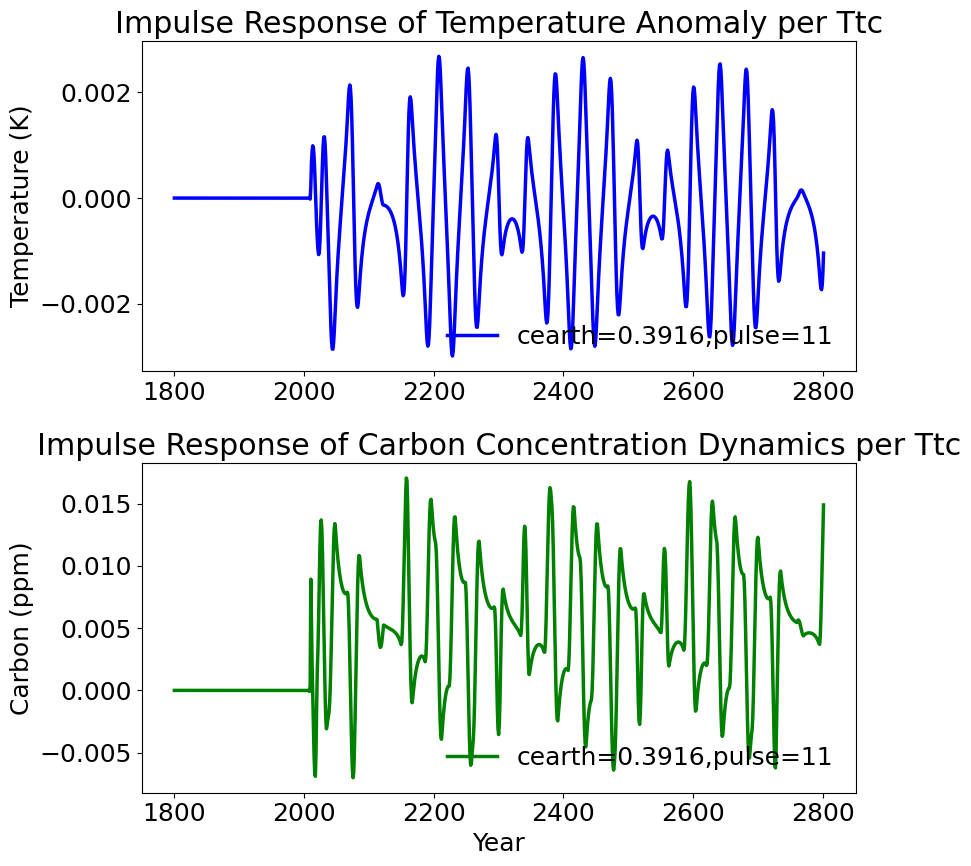 Impulse Response of Temperature Anomaly per Ttc
Temperature (K)
0.002
0.000
−0.002
cearth=0.3916,pulse=11
1800 2000 2200 2400 2600 2800
Impulse Response of Carbon Concentration Dynamics per Ttc
Carbon (ppm)
0.015
0.010
0.005
0.000
−0.005
cearth=0.3916,pulse=11
1800 2000 2200 2400 2600 2800
Year